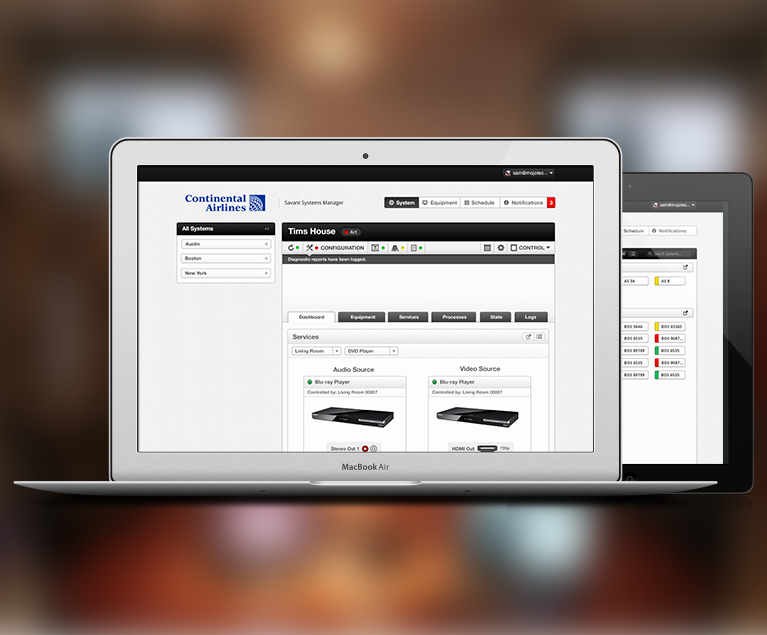 sam@mojotec...
Continental
Airlines
Savant Systems Manager
System Equipment Schedule Notifications 3
All Systems
Austin
Boston
New York
Tims House Art
CONFIGURATION CONTROL
Diagnostic reports have been logged.
Dashboard Equipment Services Processes State Logs
Services
Living Room DVD Player
Audio Source Video Source
Blu-ray Player Blu-ray Player
Controlled by: Living Room 00007 Controlled by: Living Room 00007
Stereo Out 1 HDMI Out 720p
MacBook Air
sam@mojotec...
Schedule Notifications
All 34 All 8
BOS 5646 BOS 65365
BOS 6535 BOS 9087...
BOS 89789 BOS 6535
BOS 6535 BOS 9087...
BOS 89789 BOS 6535